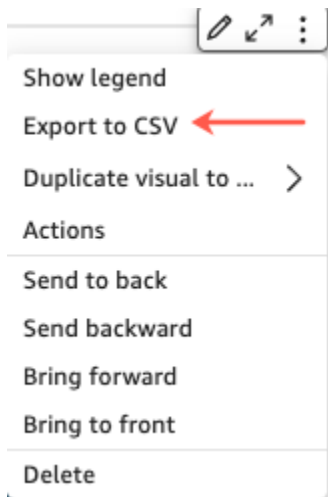 Show legend
Export to CSV
Duplicate visual to ...
Actions
Send to back
Send backward
Bring forward
Bring to front
Delete